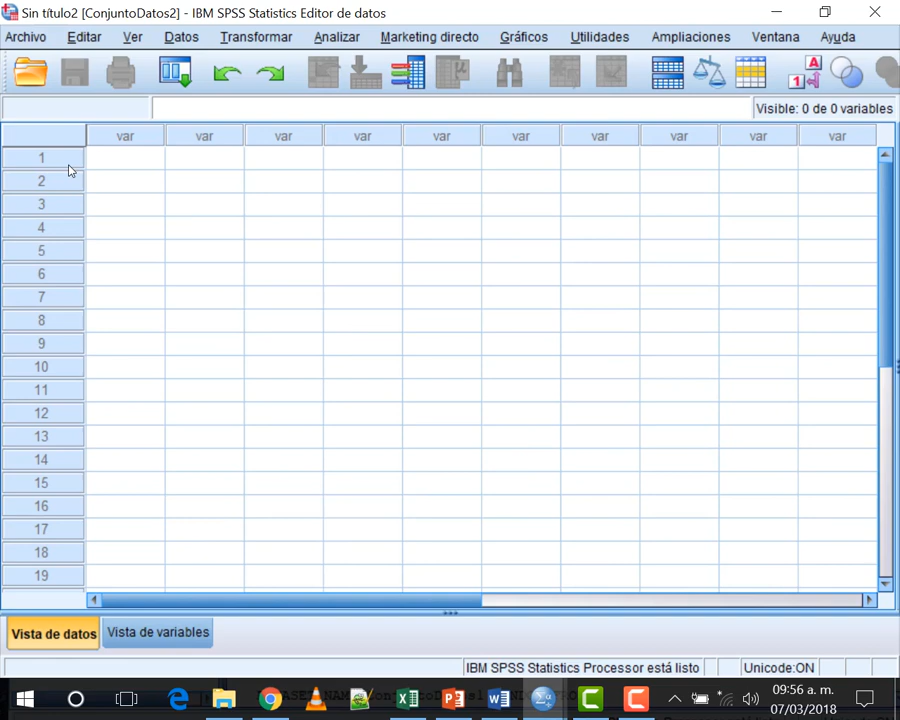 Sin título2 [ConjuntoDatos2] - IBM SPSS Statistics Editor de datos
Archivo Editar Ver Datos Transformar Analizar Marketing directo Gráficos Utilidades Ampliaciones Ventana Ayuda
Visible: 0 de 0 variables
var var var var var var var var var var
1
2
3
4
5
6
7
8
9
10
11
12
13
14
15
16
17
18
19
Vista de datos Vista de variables
IBM SPSS Statistics Processor está listo Unicode:ON
09:56 a. m.
07/03/2018